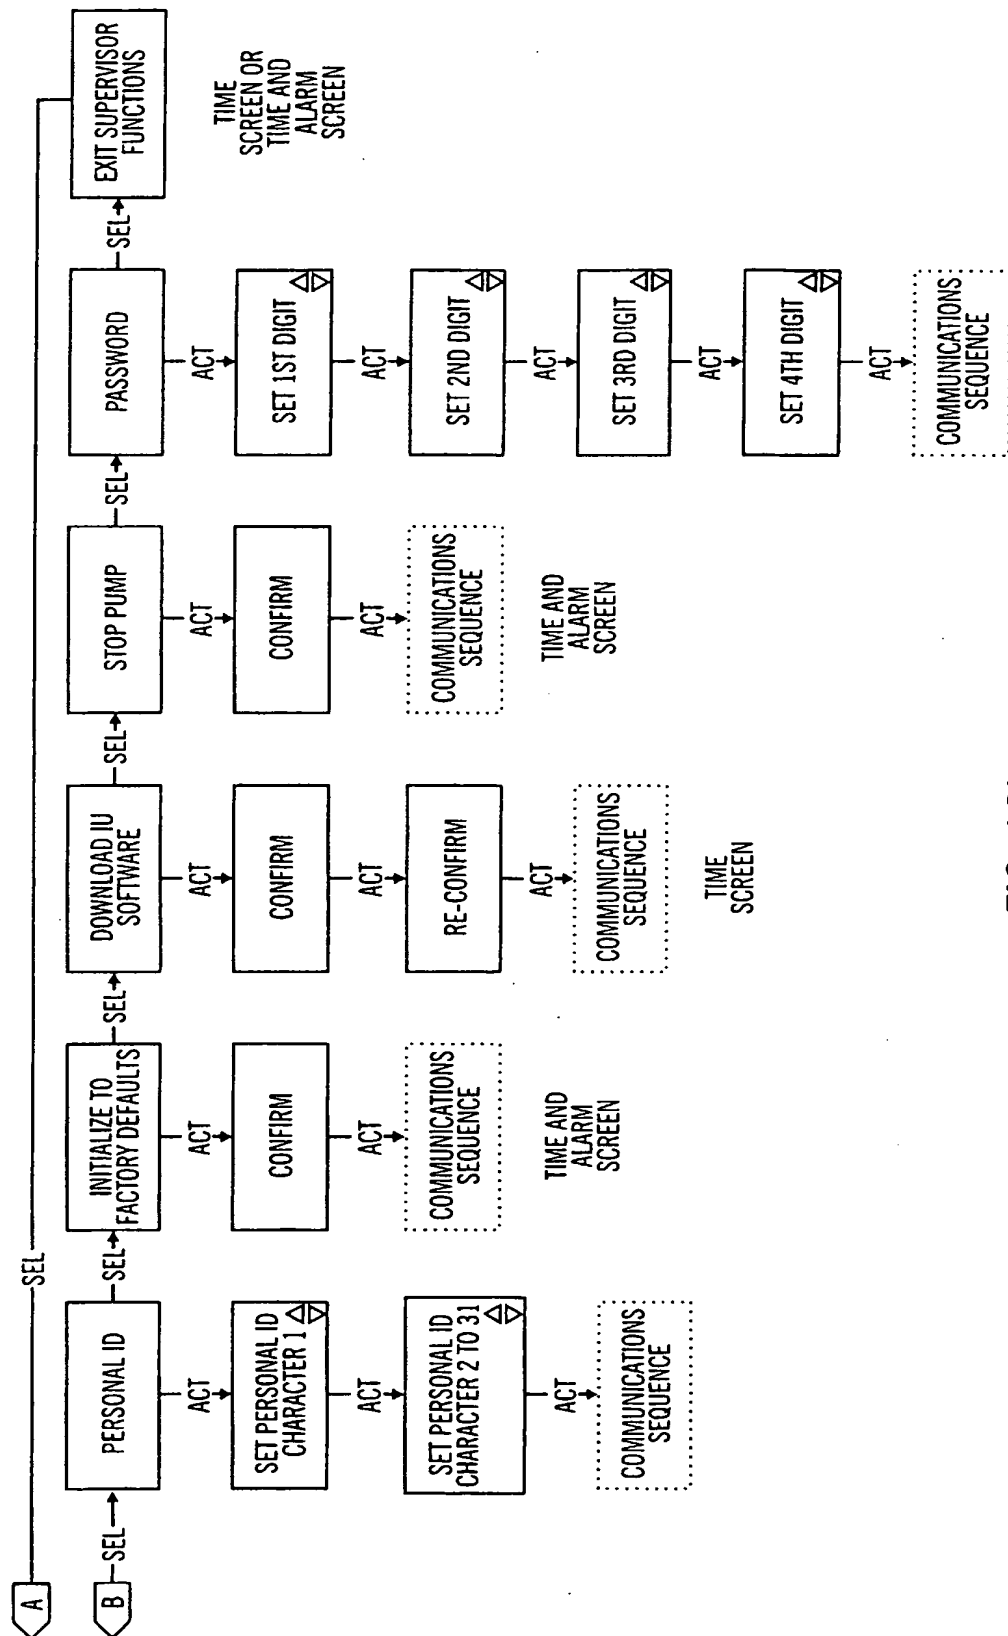 A
SEL
B
SEL
PERSONAL ID
SEL
INITIALIZE TO
FACTORY DEFAULTS
SEL
DOWNLOAD IU
SOFTWARE
SEL
STOP PUMP
SEL
PASSWORD
SEL
EXIT SUPERVISOR
FUNCTIONS
ACT
SET PERSONAL ID
CHARACTER 1
ACT
SET PERSONAL ID
CHARACTER 2 TO 31
ACT
COMMUNICATIONS
SEQUENCE
ACT
CONFIRM
ACT
COMMUNICATIONS
SEQUENCE
TIME AND
ALARM
SCREEN
ACT
CONFIRM
ACT
RE-CONFIRM
ACT
COMMUNICATIONS
SEQUENCE
TIME
SCREEN
ACT
CONFIRM
ACT
COMMUNICATIONS
SEQUENCE
TIME AND
ALARM
SCREEN
ACT
SET 1ST DIGIT
ACT
SET 2ND DIGIT
ACT
SET 3RD DIGIT
ACT
SET 4TH DIGIT
ACT
COMMUNICATIONS
SEQUENCE
TIME
SCREEN OR
TIME AND
ALARM
SCREEN